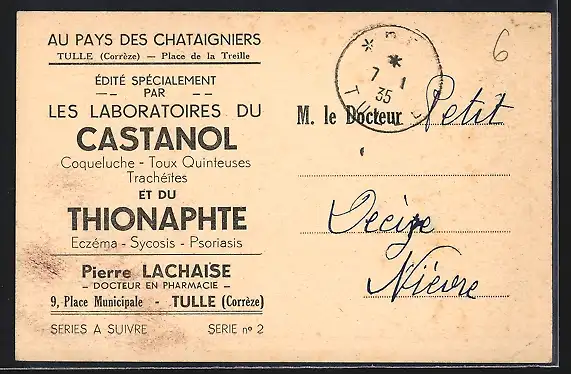 AU PAYS DES CHATAIGNIERS
TULLE (Corrèze) — Place de la Treille
ÉDITÉ SPÉCIALEMENT
PAR
LES LABORATOIRES DU
CASTANOL
Coqueluche - Toux Quinteuses
Trachéites
ET DU
THIONAPHTE
Eczéma - Sycosis - Psoriasis
Pierre LACHAISE
— DOCTEUR EN PHARMACIE —
9, Place Municipale - TULLE (Corrèze)
SERIES A SUIVRE SERIE nº 2
7 1
35
6
M. le Docteur Petit
Decize
Nièvre